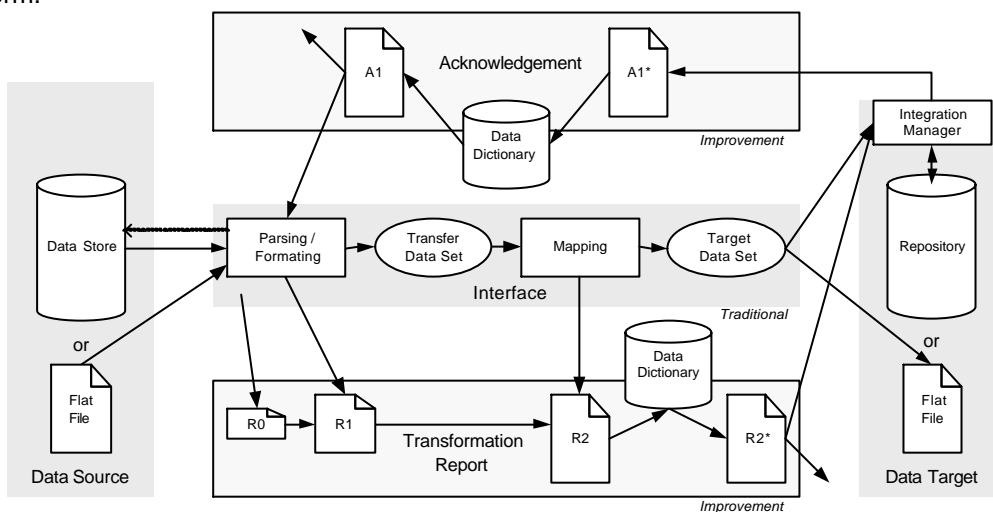 A1
Acknowledgement
A1*
Data
Dictionary
Improvement
Integration
Manager
Data Store
Parsing /
Formating
Transfer
Data Set
Mapping
Target
Data Set
Repository
Interface
Traditional
or
Flat
File
Data Source
R0
R1
Transformation
Report
R2
Data
Dictionary
R2*
Improvement
or
Flat
File
Data Target